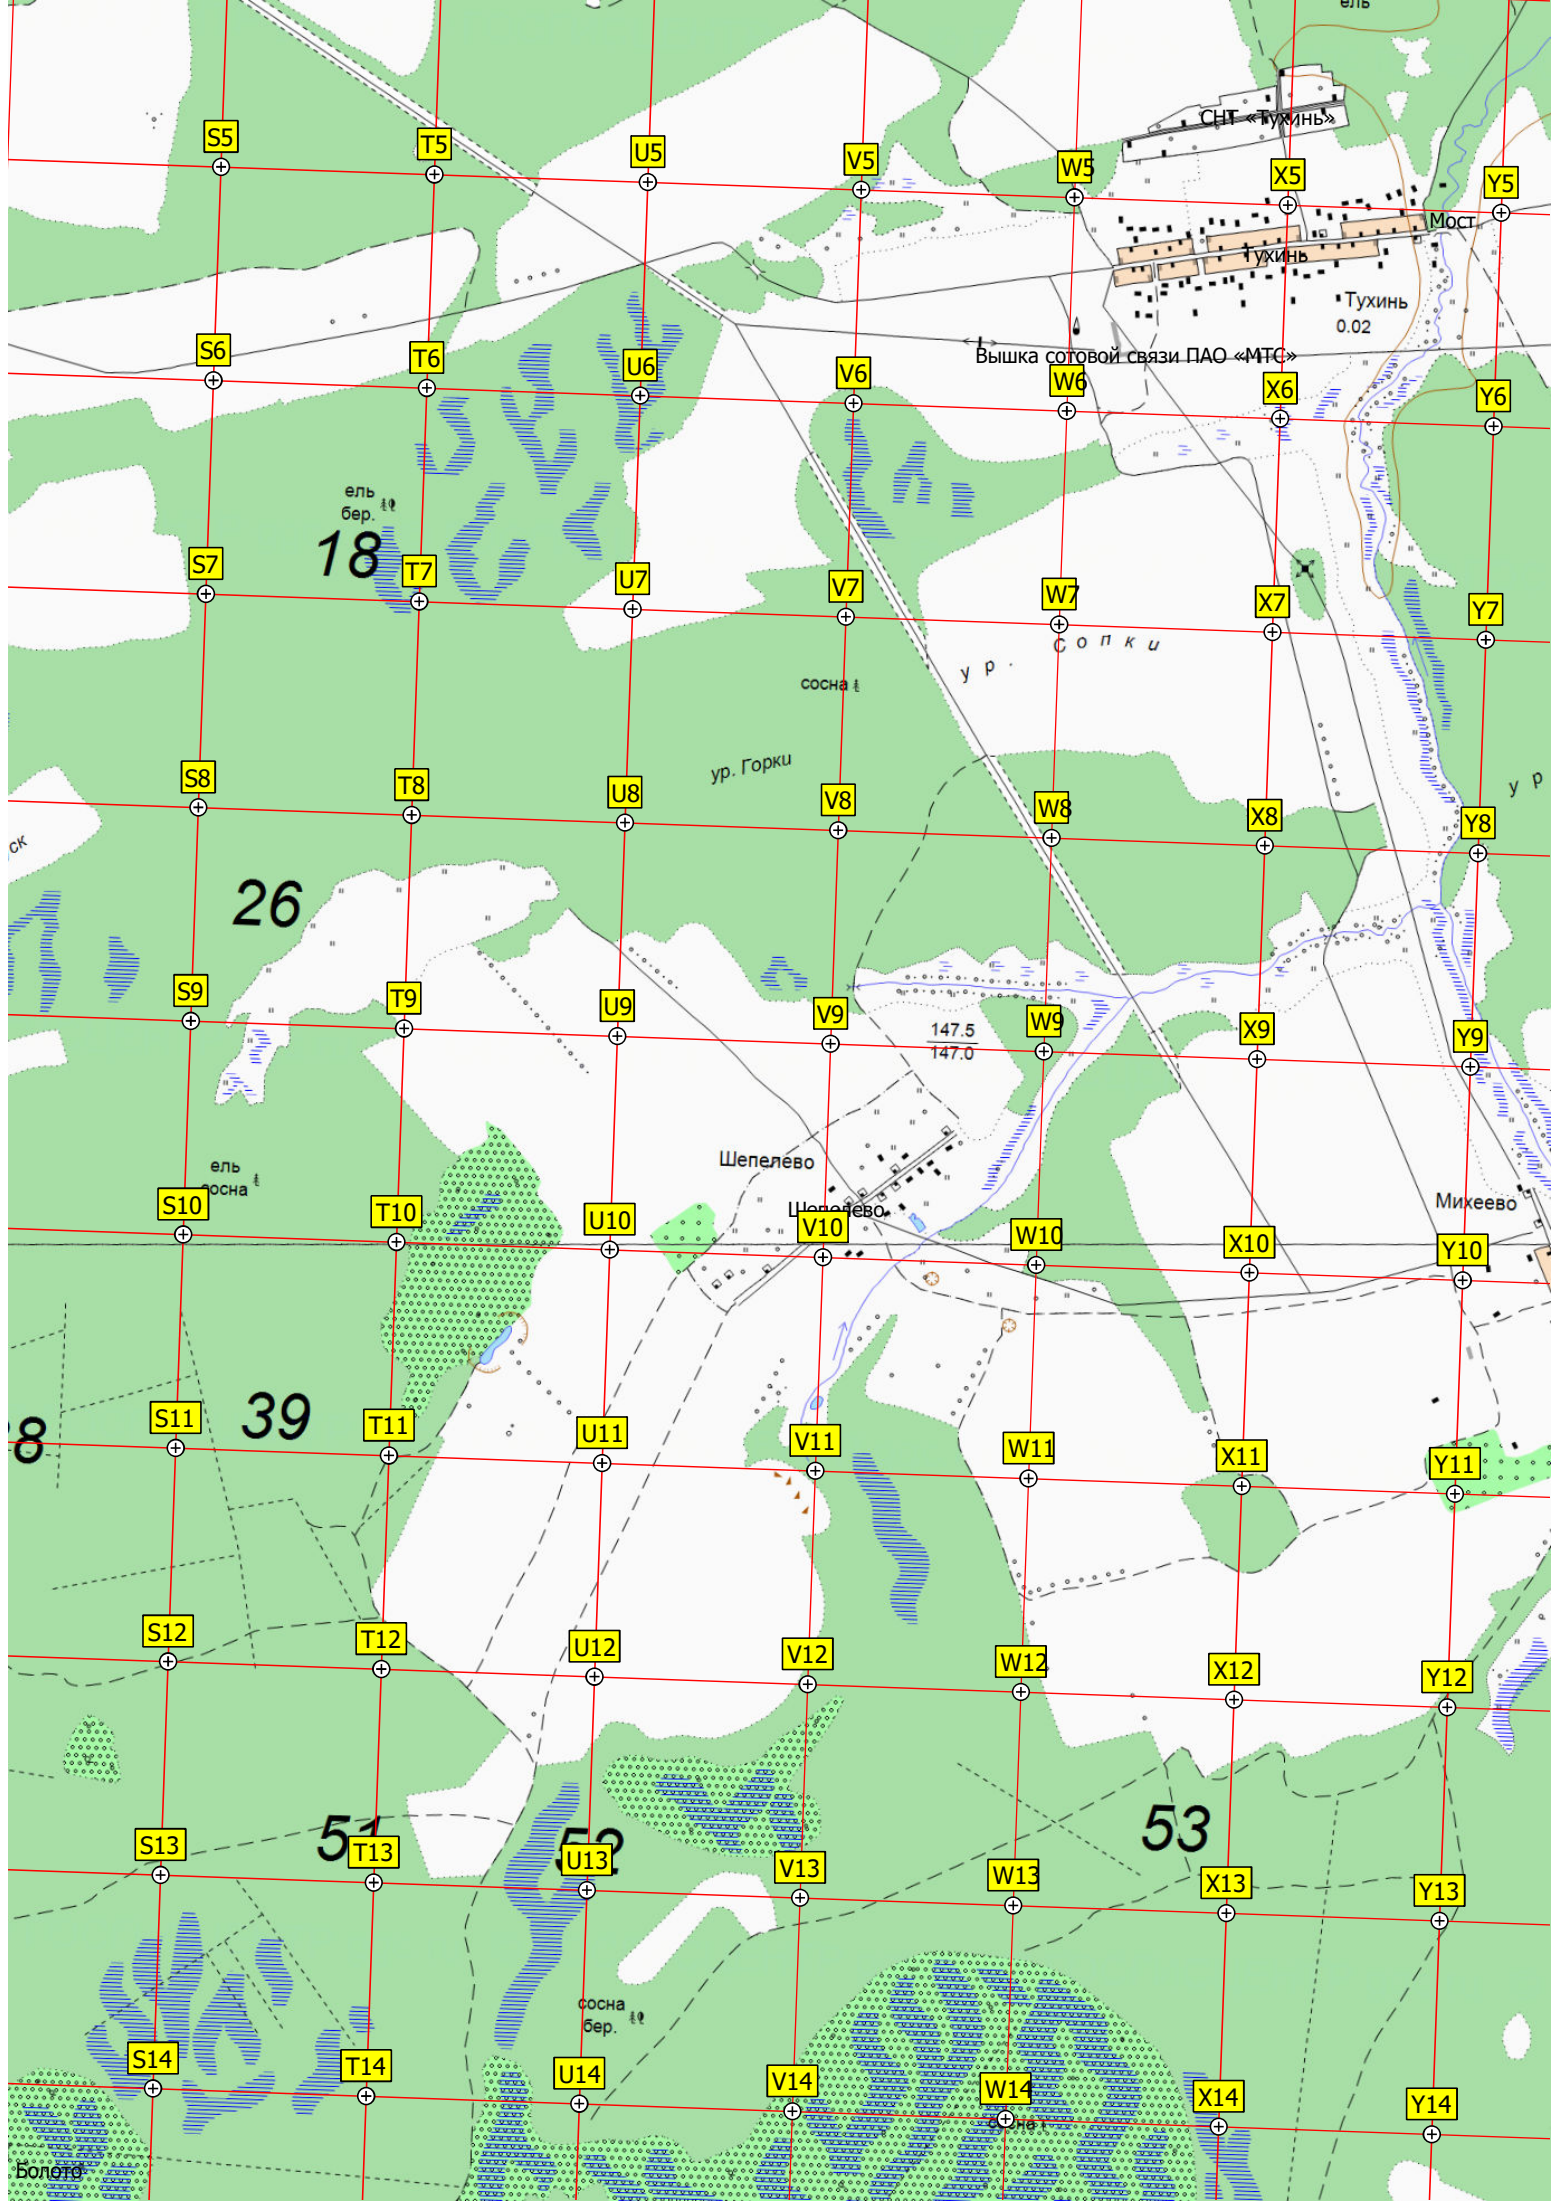 ель
СНТ «Тухинь»
S5
T5
U5
V5
W5
X5
Y5
Мост
Тухинь
Тухинь
0.02
Вышка сотовой связи ПАО «МТС»
S6
T6
U6
V6
W6
X6
Y6
ель
бер.
18
S7
T7
U7
V7
W7
X7
Y7
ур. Сопки
сосна
ур. Горки
ур
S8
T8
U8
V8
W8
X8
Y8
ск
26
S9
T9
U9
V9
W9
X9
Y9
147.5
147.0
Шепелево
ель
сосна
Шепелево
Михеево
S10
T10
U10
V10
W10
X10
Y10
39
8
S11
T11
U11
V11
W11
X11
Y11
S12
T12
U12
V12
W12
X12
Y12
51
52
53
S13
T13
U13
V13
W13
X13
Y13
сосна
бер.
S14
T14
U14
V14
W14
X14
Y14
сосна
Болото